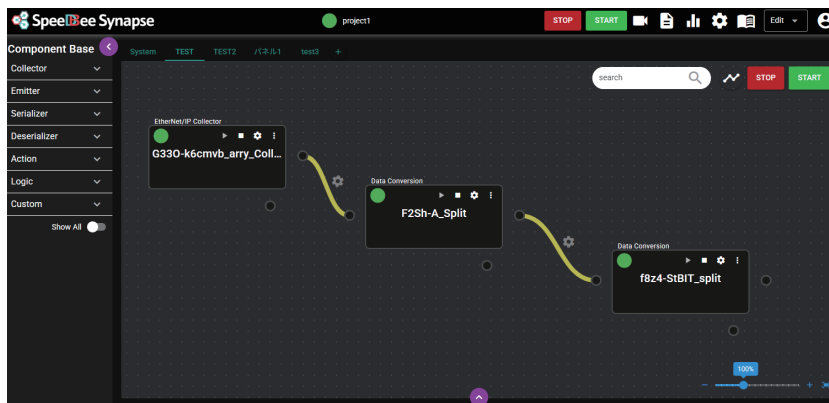 SpeeDBee Synapse
project1
STOP
START
Edit
Component Base
System
TEST
TEST2
パネル1
test3
+
Collector
Emitter
Serializer
Deserializer
Action
Logic
Custom
Show All
search
STOP
START
EtherNet/IP Collector
G33O-k6cmvb_arry_Coll...
Data Conversion
F2Sh-A_Split
Data Conversion
f8z4-StBIT_split
100%